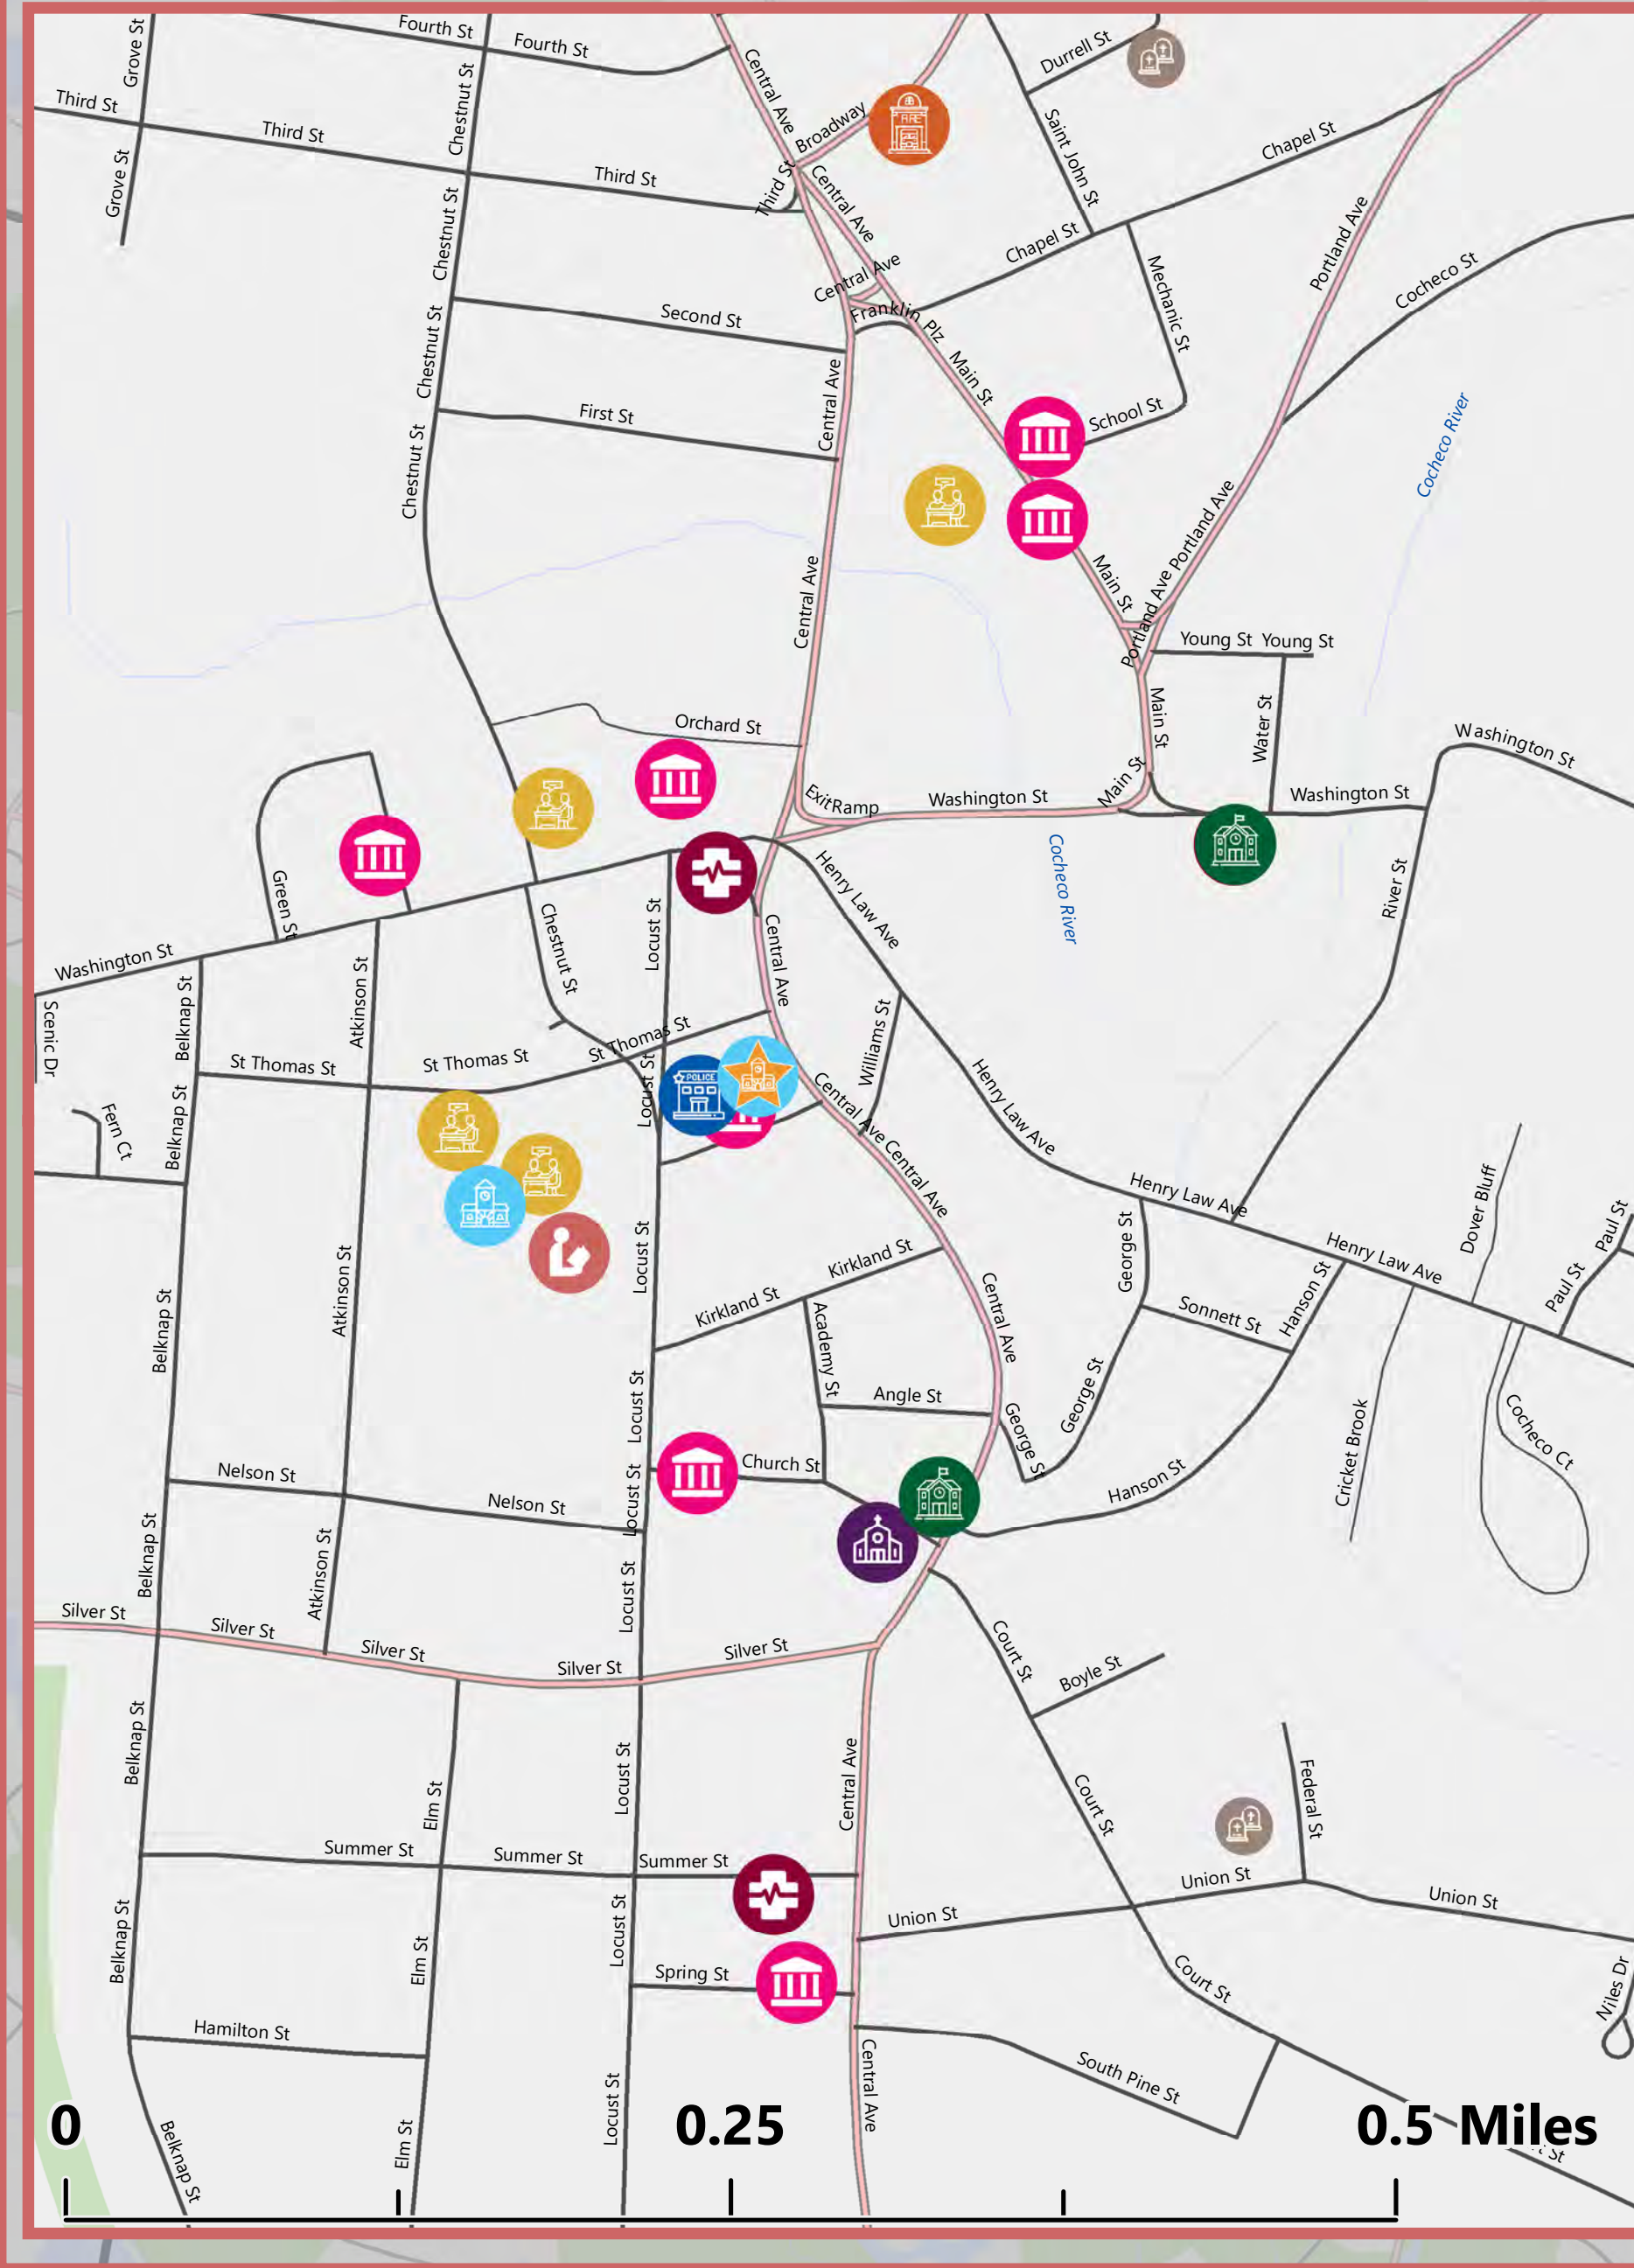 Grove St
Fourth St
Fourth St
Central Ave
Durrell St
Chestnut St
Third St
Third St
Broadway
FIRE
Saint John St
Chapel St
Grove St
Third St
Third St
Central Ave
Chestnut St
Chapel St
Portland Ave
Central Ave
Mechanic St
Cocheco St
Second St
Franklin Plz
Chestnut St
Main St
Central Ave
First St
School St
Cocheco River
Chestnut St
Portland Ave
Main St
Central Ave
Portland Ave
Young St
Young St
Orchard St
Main St
Water St
Washington St
ExitRamp
Washington St
Main St
Washington St
Cocheco River
Henry Law Ave
River St
Green St
Locust St
Chestnut St
Central Ave
Washington St
Scenic Dr
Belknap St
Atkinson St
St Thomas St
St Thomas St
St Thomas St
Williams St
Henry Law Ave
Locust St
POLICE
Central Ave
Central Ave
Fern Ct
Belknap St
Henry Law Ave
Dover Bluff
Paul St
Paul St
Henry Law Ave
George St
Locust St
Kirkland St
Kirkland St
Atkinson St
Belknap St
Central Ave
Sonnett St
Hanson St
Academy St
Angle St
Locust St
George St
George St
Cricket Brook
Cocheco Ct
Nelson St
Nelson St
Church St
Locust St
Hanson St
Belknap St
Atkinson St
Locust St
Silver St
Silver St
Silver St
Silver St
Silver St
Court St
Boyle St
Belknap St
Elm St
Locust St
Central Ave
Court St
Federal St
Summer St
Summer St
Summer St
Union St
Union St
Union St
Belknap St
Elm St
Locust St
Spring St
Court St
Niles Dr
Hamilton St
South Pine St
Central Ave
Locust St
Belknap St
Elm St
St
0
0.25
0.5 Miles